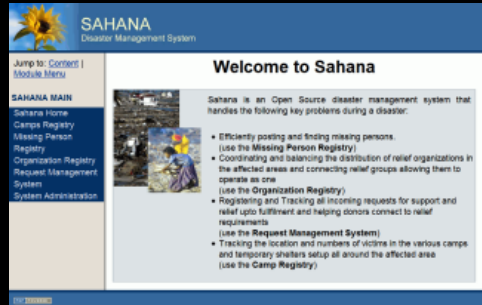 SAHANA
Disaster Management System
Jump to: Content |
Module Menu
SAHANA MAIN
Sahana Home
Camps Registry
Missing Person
Registry
Organization Registry
Request Management
System
System Administration
Welcome to Sahana
Sahana is an Open Source disaster management system that
handles the following key problems during a disaster:
Efficiently posting and finding missing persons.
(use the Missing Person Registry)
Coordinating and balancing the distribution of relief organizations in
the affected areas and connecting relief groups allowing them to
operate as one
(use the Organization Registry)
Registering and Tracking all incoming requests for support and
relief upto fulfilment and helping donors connect to relief
requirements
(use the Request Management System)
Tracking the location and numbers of victims in the various camps
and temporary shelters setup all around the affected area
(use the Camp Registry)